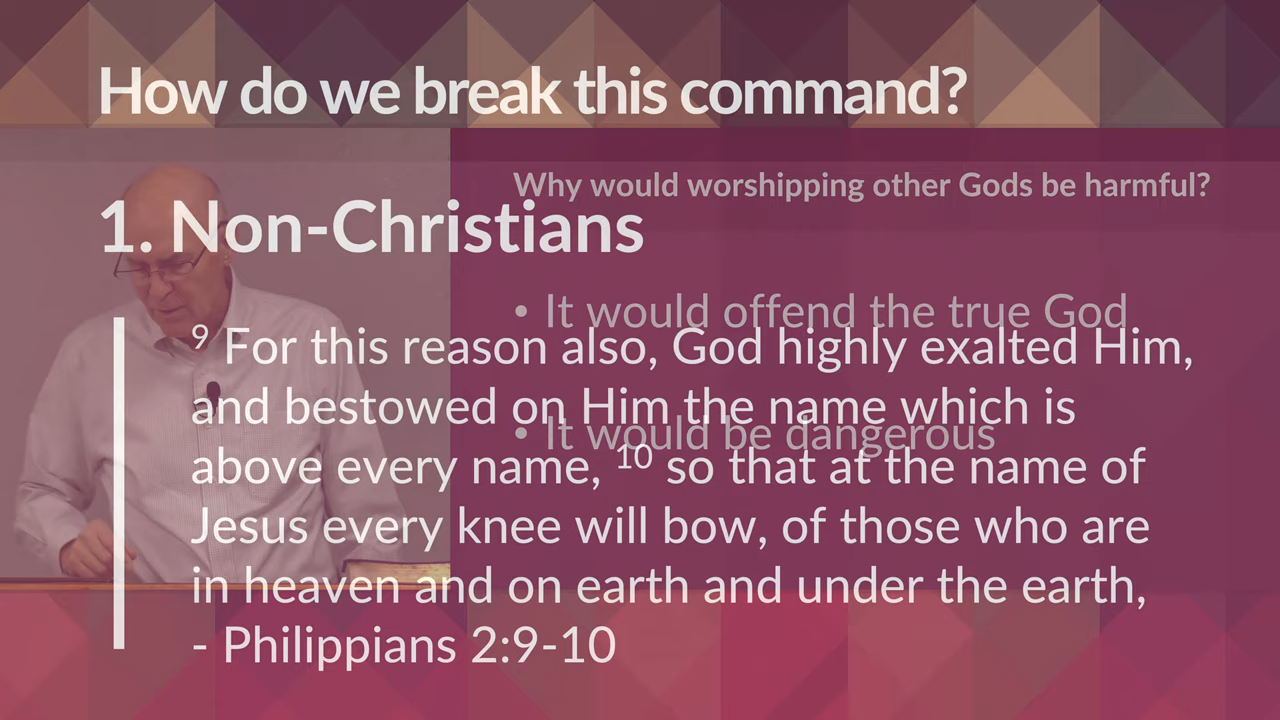 How do we break this command?
Why would worshipping other Gods be harmful?
1. Non-Christians
• It would offend the true God
9 For this reason also, God highly exalted Him,
and bestowed on Him the name which is
• It would be dangerous
above every name, 10 so that at the name of
Jesus every knee will bow, of those who are
in heaven and on earth and under the earth,
- Philippians 2:9-10